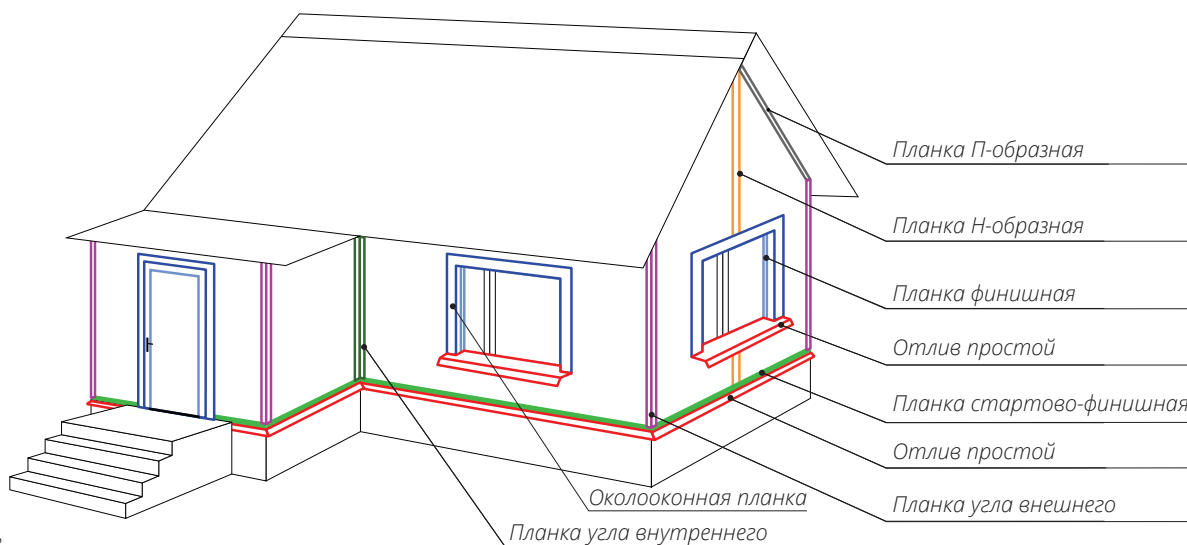 Планка П-образная
Планка Н-образная
Планка финишная
Отлив простой
Планка стартово-финишная
Отлив простой
Околооконная планка
Планка угла внешнего
Планка угла внутреннего